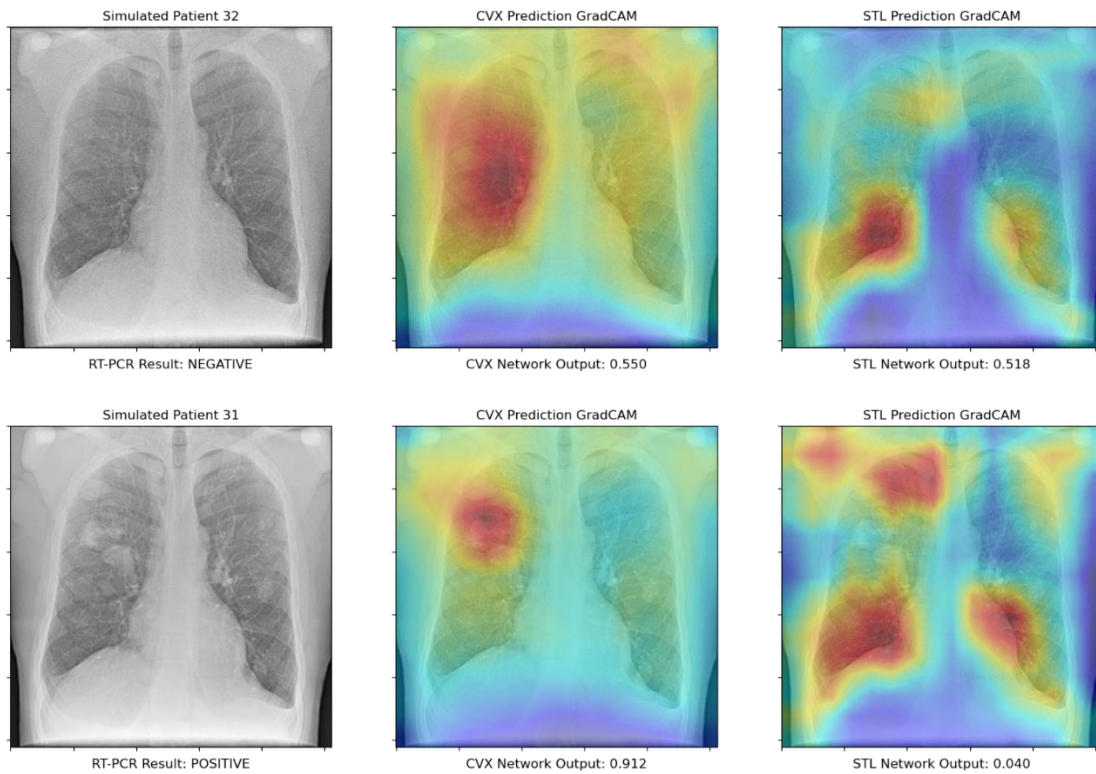 Simulated Patient 32
CVX Prediction GradCAM
STL Prediction GradCAM
RT-PCR Result: NEGATIVE
CVX Network Output: 0.550
STL Network Output: 0.518
Simulated Patient 31
CVX Prediction GradCAM
STL Prediction GradCAM
RT-PCR Result: POSITIVE
CVX Network Output: 0.912
STL Network Output: 0.040